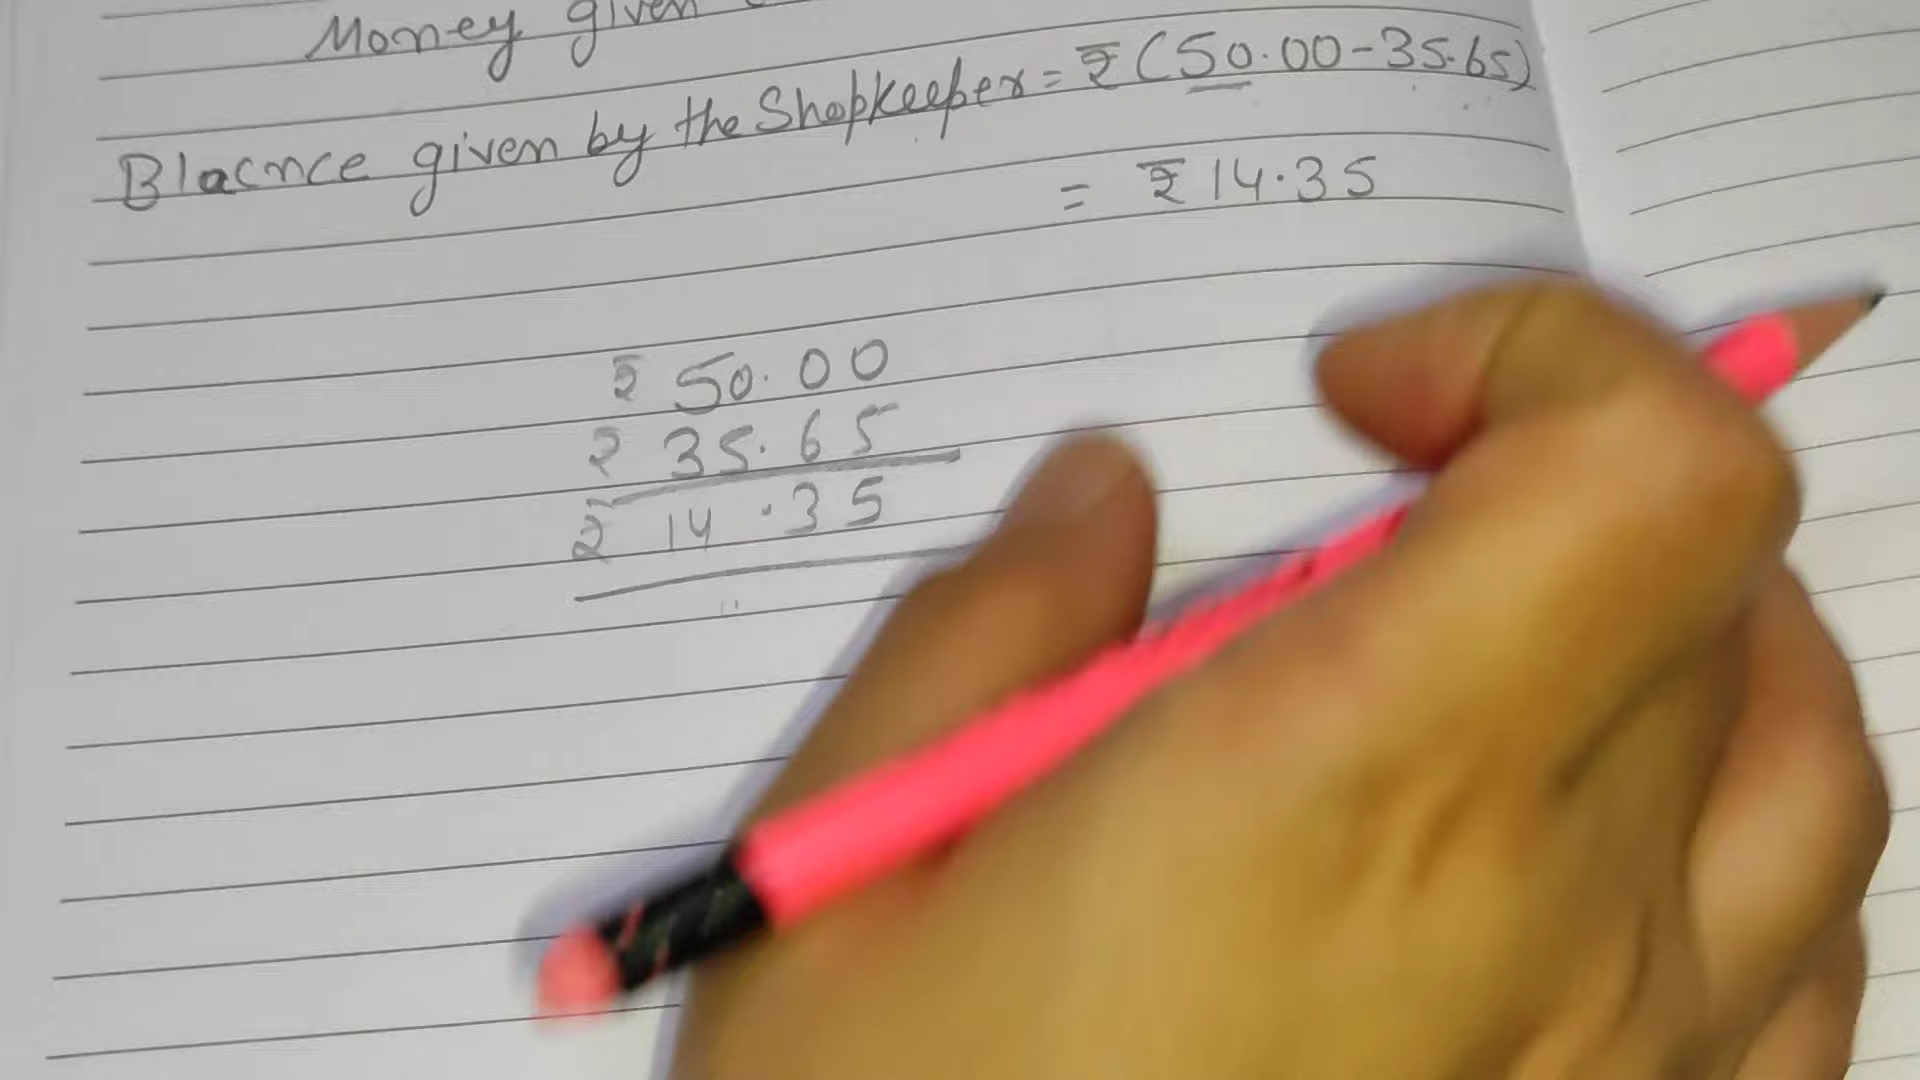 Money given
Blacnce given by the Shopkeeper = ₹ (50.00-35.65)
= ₹ 14.35
₹ 50.00
₹ 35.65
₹ 14.35